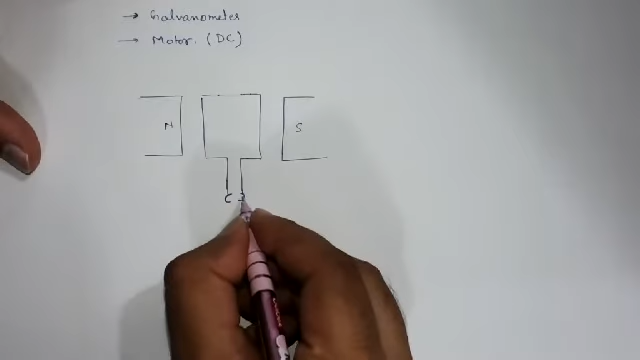 → Galvanometer
→ Motor. (DC)
N
S